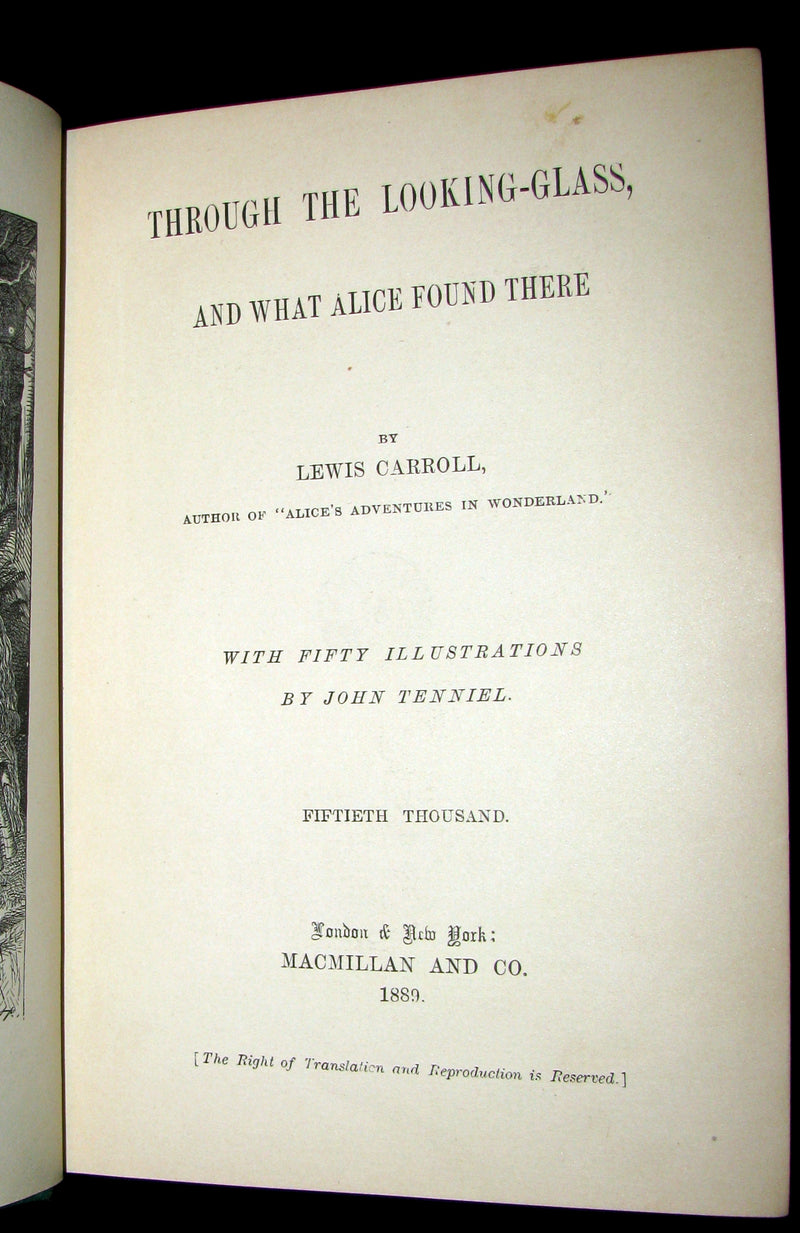 THROUGH THE LOOKING-GLASS,
AND WHAT ALICE FOUND THERE
BY
LEWIS CARROLL,
AUTHOR OF "ALICE'S ADVENTURES IN WONDERLAND."
WITH FIFTY ILLUSTRATIONS
BY JOHN TENNIEL.
FIFTIETH THOUSAND.
London & New York:
MACMILLAN AND CO.
1889.
[The Right of Translation and Reproduction is Reserved.]